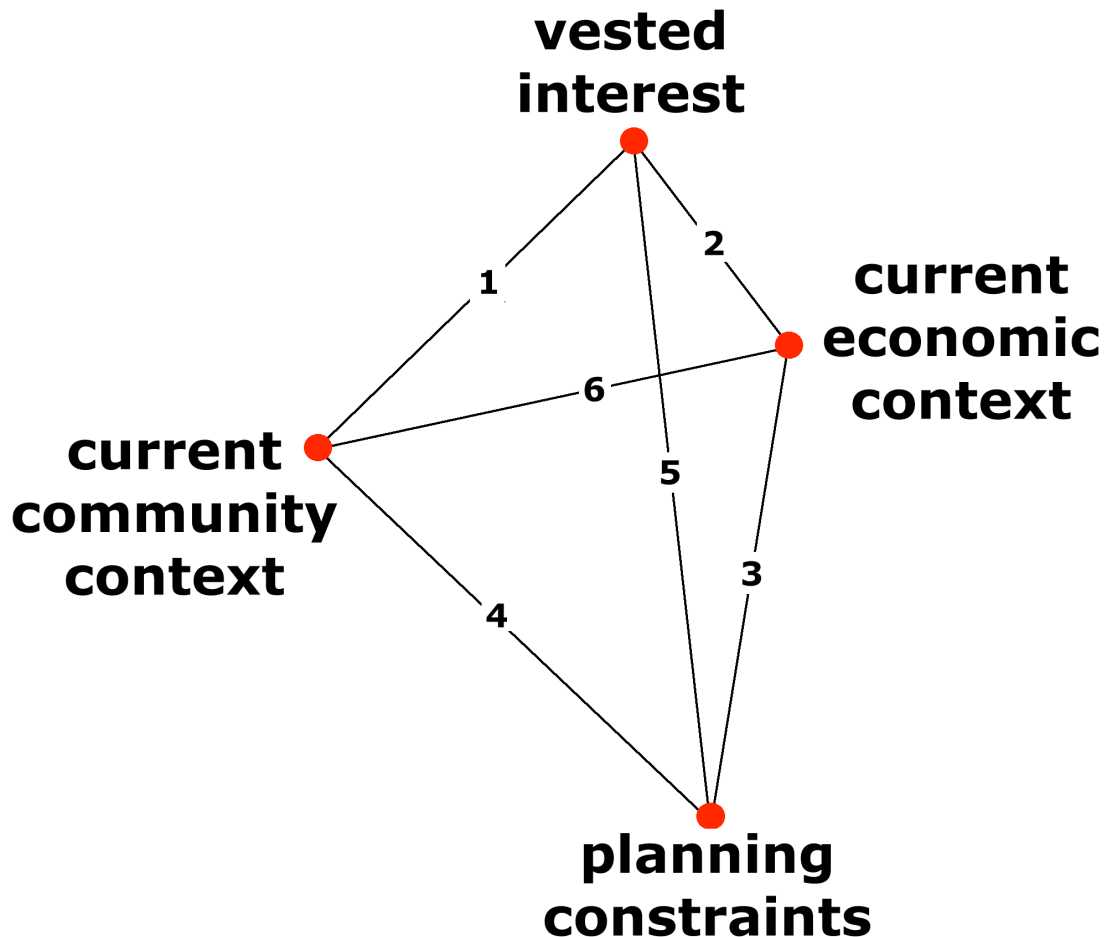 vested
interest
2
current
economic
context
1
6
current
community
context
5
3
4
planning
constraints